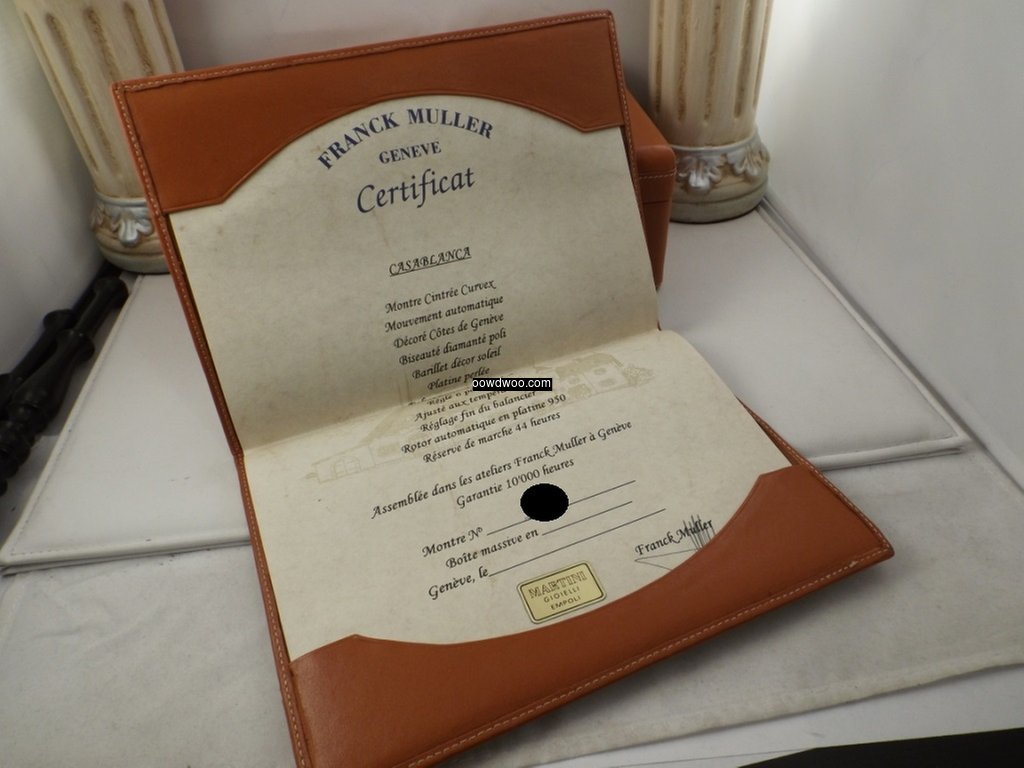 FRANCK MULLER
GENEVE
Certificat
CASABLANCA
Montre Cintrée Curvex
Mouvement automatique
Décoré Côtes de Genève
Biseauté diamanté poli
Barillet décor soleil
Platine perlée
oowdwoo.com
Ajusté aux
Réglage fin du balancier
Rotor automatique en platine 950
Réserve de marche 44 heures
Assemblée dans les ateliers Franck Muller à Genève
Garantie 10'000 heures
Montre Nº
Boîte massive en
Genève, le
Franck Muller
MARTINI
GIOIELLI
EMPOLI